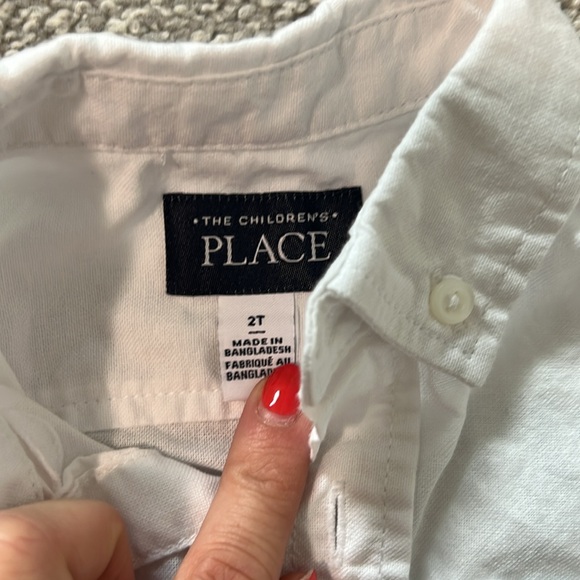 • THE CHILDREN'S •
PLACE
2T
MADE IN
BANGLADESH
FABRIQUÉ AU